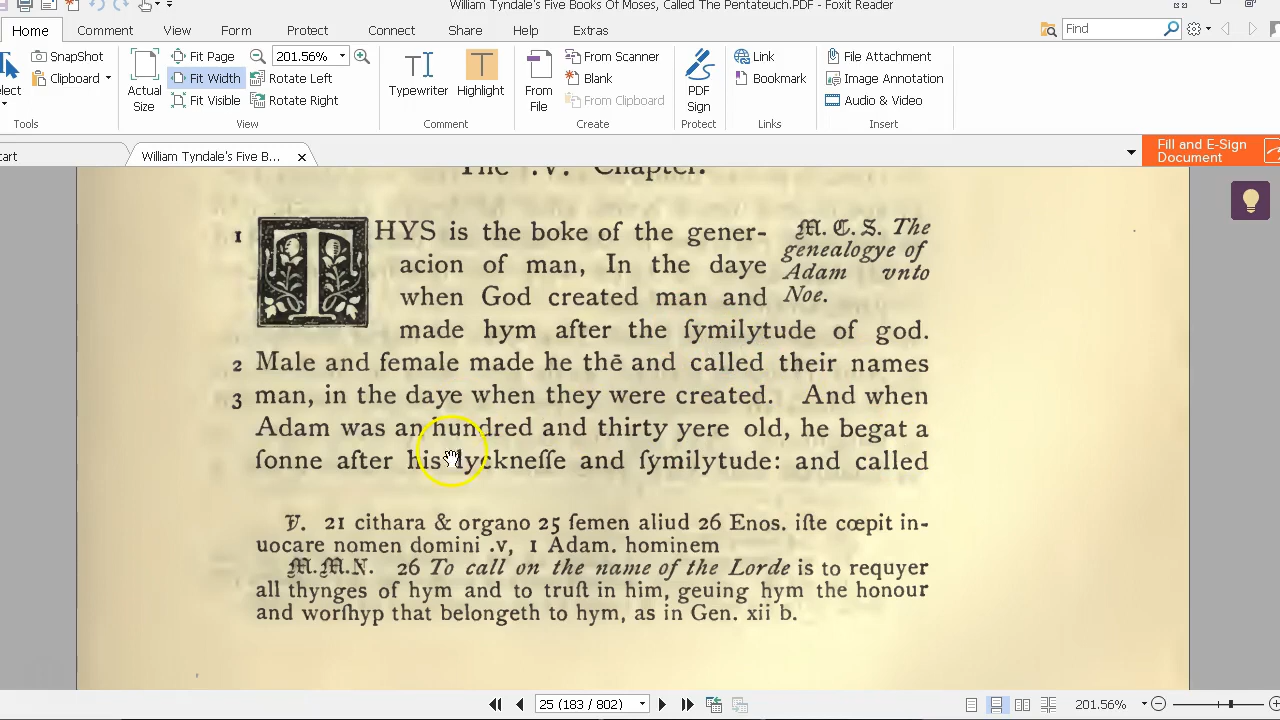 William Tyndale's Five Books Of Moses, Called The Pentateuch.PDF - Foxit Reader
Home Comment View Form Protect Connect Share Help Extras
Find
SnapShot
Clipboard
Tools
Actual Size
Fit Page
Fit Width
Fit Visible
201.56%
Rotate Left
Rotate Right
View
Typewriter
Highlight
Comment
From File
From Scanner
Blank
From Clipboard
Create
PDF Sign
Protect
Link
Bookmark
Links
File Attachment
Image Annotation
Audio & Video
Insert
William Tyndale's Five B...
Fill and E-Sign
Document
The .V. Chapter.
1 THYS is the boke of the gener-
acion of man, In the daye
when God created man and
made hym after the ſymilytude of god.
2 Male and female made he thē and called their names
3 man, in the daye when they were created. And when
Adam was an hundred and thirty yere old, he begat a
ſonne after his lyckneſſe and ſymilytude: and called
M. C. S. The
genealogye of
Adam vnto
Noe.
V. 21 cithara & organo 25 ſemen aliud 26 Enos. iſte cœpit in-
uocare nomen domini .v, 1 Adam. hominem
M.M.N. 26 To call on the name of the Lorde is to requyer
all thynges of hym and to truſt in him, geuing hym the honour
and worſhyp that belongeth to hym, as in Gen. xii b.
25 (183 / 802)
201.56%